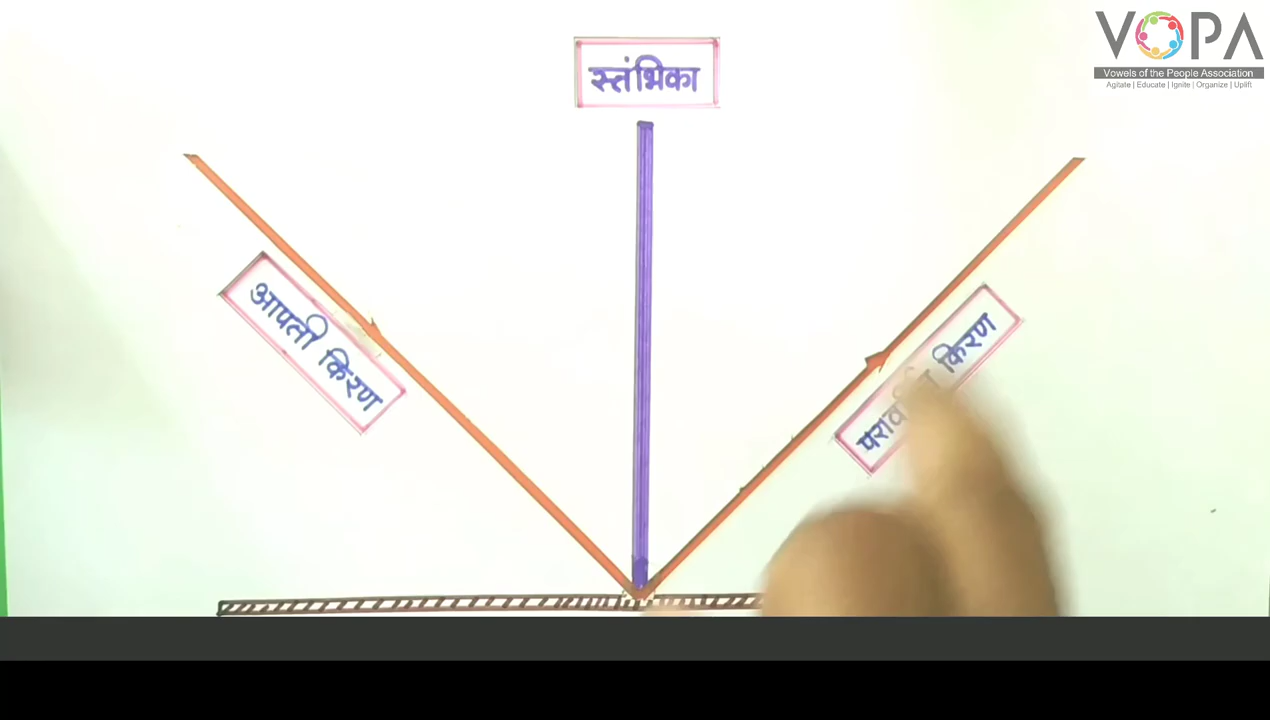 स्तंभिका
VOPA
Vowels of the People Association
Agitate | Educate | Ignite | Organize | Uplift
आपती किरण
किरण